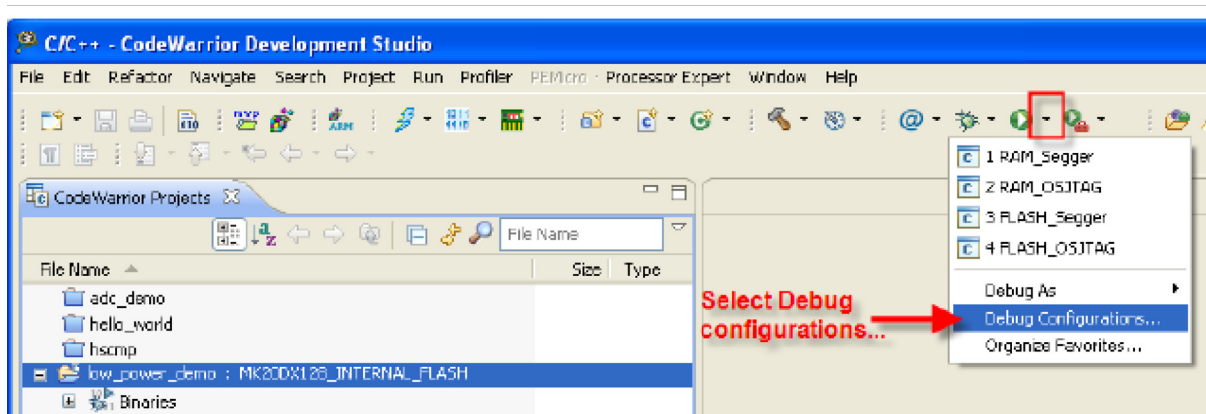 C/C++ - CodeWarrior Development Studio
File Edit Refactor Navigate Search Project Run Profiler PEMicro Processor Expert Window Help
1 RAM_Segger
2 RAM_OSJTAG
3 FLASH_Segger
4 FLASH_OSJTAG
Debug As
Debug Configurations...
Organize Favorites...
CodeWarrior Projects
File Name
File Name Size Type
adc_demo
hello_world
hscmp
low_power_demo : MK20DX128_INTERNAL_FLASH
Binaries
Select Debug
configurations...